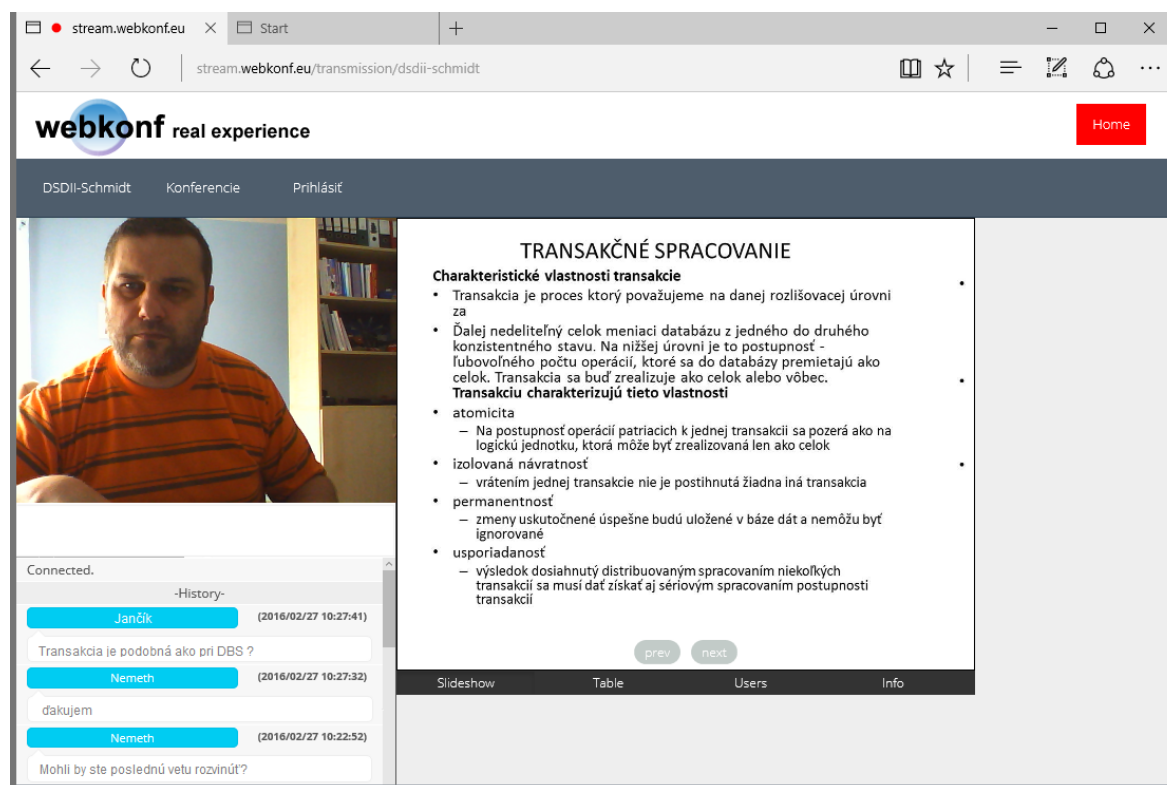 stream.webkonf.eu
Start
stream.webkonf.eu/transmission/dsdii-schmidt
webkonf real experience
Home
DSDII-Schmidt Konferencie Prihlásiť
TRANSAKČNÉ SPRACOVANIE
Charakteristické vlastnosti transakcie
• Transakcia je proces ktorý považujeme na danej rozlišovacej úrovni
za
• Ďalej nedeliteľný celok meniaci databázu z jedného do druhého
konzistentného stavu. Na nižšej úrovni je to postupnosť -
ľubovoľného počtu operácií, ktoré sa do databázy premietajú ako
celok. Transakcia sa buď zrealizuje ako celok alebo vôbec.
Transakciu charakterizujú tieto vlastnosti
• atomicita
– Na postupnosť operácií patriacich k jednej transakcii sa pozerá ako na
logickú jednotku, ktorá môže byť zrealizovaná len ako celok
• izolovaná návratnosť
– vrátením jednej transakcie nie je postihnutá žiadna iná transakcia
• permanentnosť
– zmeny uskutočnené úspešne budú uložené v báze dát a nemôžu byť
ignorované
• usporiadanosť
– výsledok dosiahnutý distribuovaným spracovaním niekoľkých
transakcií sa musí dať získať aj sériovým spracovaním postupnosti
transakcií
prev next
Slideshow Table Users Info
Connected.
-History-
Jančík (2016/02/27 10:27:41)
Transakcia je podobná ako pri DBS ?
Nemeth (2016/02/27 10:27:32)
ďakujem
Nemeth (2016/02/27 10:22:52)
Mohli by ste poslednú vetu rozvinúť?